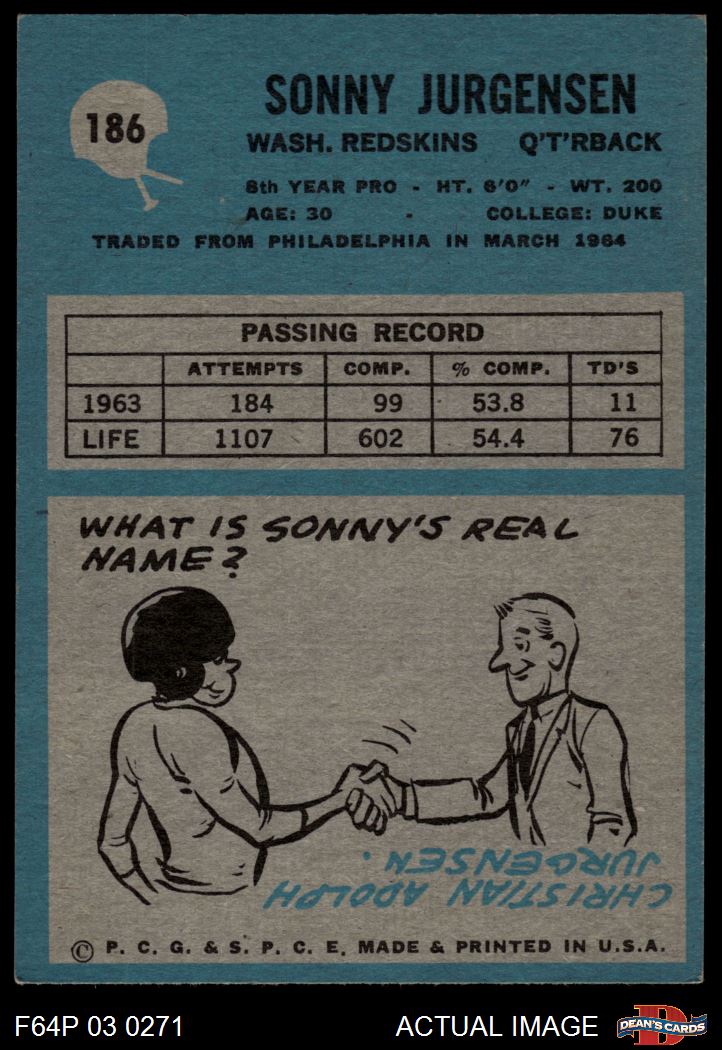 186
SONNY JURGENSEN
WASH. REDSKINS Q'T'RBACK
8th YEAR PRO - HT. 6'0" - WT. 200
AGE: 30 - COLLEGE: DUKE
TRADED FROM PHILADELPHIA IN MARCH 1964
PASSING RECORD
ATTEMPTS COMP. % COMP. TD'S
1963 184 99 53.8 11
LIFE 1107 602 54.4 76
WHAT IS SONNY'S REAL
NAME?
CHRISTIAN ADOLPH
JURGENSEN.
© P. C. G. & S. P. C. E. MADE & PRINTED IN U.S.A.
F64P 03 0271 ACTUAL IMAGE D DEAN'S CARDS